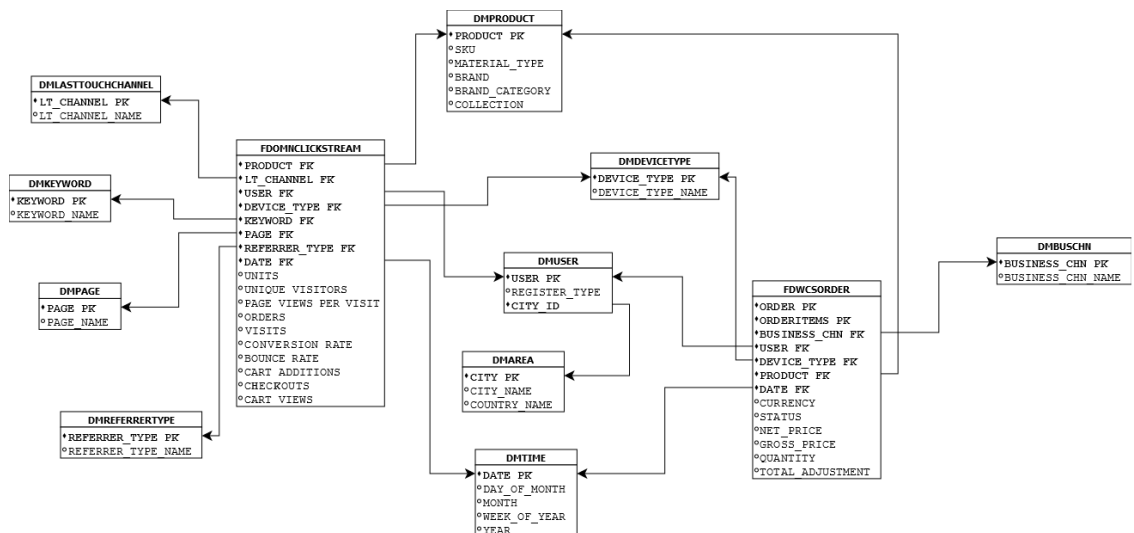 DMPRODUCT
PRODUCT PK
SKU
MATERIAL_TYPE
BRAND
BRAND_CATEGORY
COLLECTION
DMLASTTOUCHCHANNEL
LT_CHANNEL PK
LT_CHANNEL_NAME
FDOMNCLICKSTREAM
PRODUCT FK
LT_CHANNEL FK
USER FK
DEVICE_TYPE FK
KEYWORD FK
PAGE FK
REFERRER_TYPE FK
DATE FK
UNITS
UNIQUE VISITORS
PAGE VIEWS PER VISIT
ORDERS
VISITS
CONVERSION RATE
BOUNCE RATE
CART ADDITIONS
CHECKOUTS
CART VIEWS
DMDEVICETYPE
DEVICE_TYPE PK
DEVICE_TYPE_NAME
DMKEYWORD
KEYWORD PK
KEYWORD_NAME
DMBUSCHN
BUSINESS_CHN PK
BUSINESS_CHN_NAME
DMUSER
USER PK
REGISTER_TYPE
CITY_ID
DMPAGE
PAGE PK
PAGE_NAME
FDWCSORDER
ORDER PK
ORDERITEMS PK
BUSINESS_CHN FK
USER FK
DEVICE_TYPE FK
PRODUCT FK
DATE FK
CURRENCY
STATUS
NET_PRICE
GROSS_PRICE
QUANTITY
TOTAL_ADJUSTMENT
DMAREA
CITY PK
CITY_NAME
COUNTRY_NAME
DMREFERRERTYPE
REFERRER_TYPE PK
REFERRER_TYPE_NAME
DMTIME
DATE PK
DAY_OF_MONTH
MONTH
WEEK_OF_YEAR
YEAR